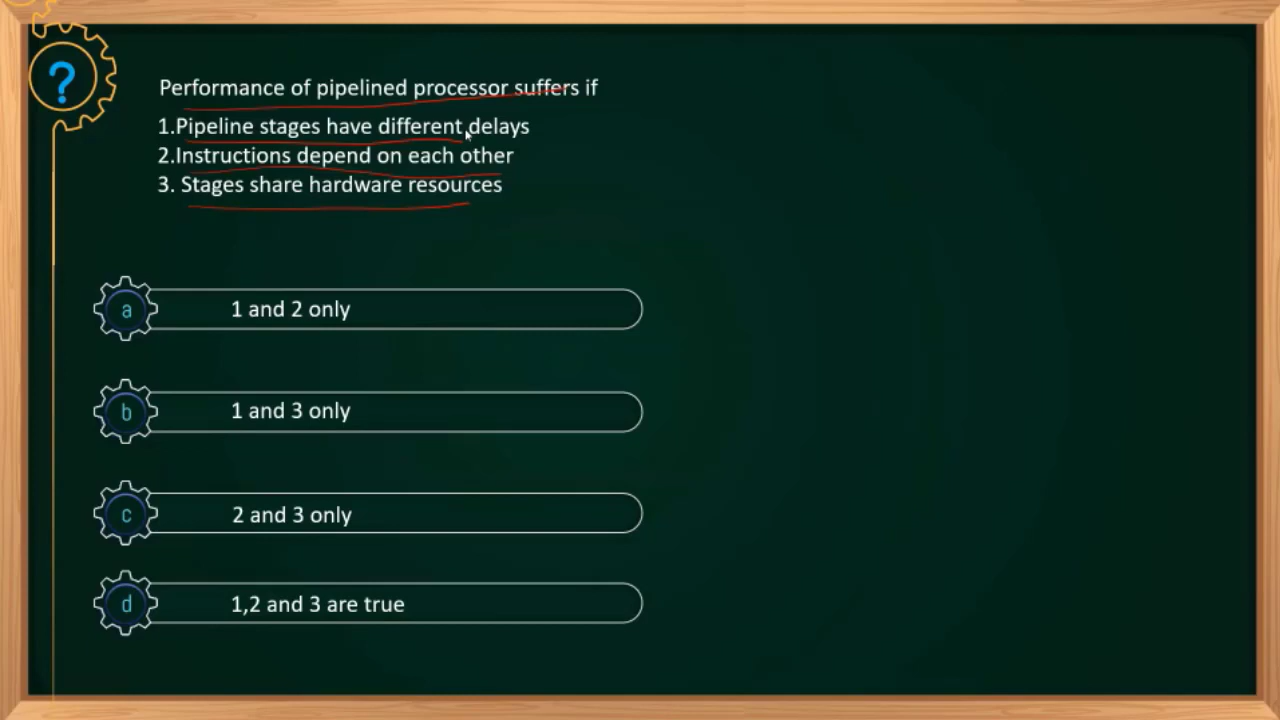 ?
Performance of pipelined processor suffers if
1.Pipeline stages have different delays
2.Instructions depend on each other
3. Stages share hardware resources
a 1 and 2 only
b 1 and 3 only
c 2 and 3 only
d 1,2 and 3 are true